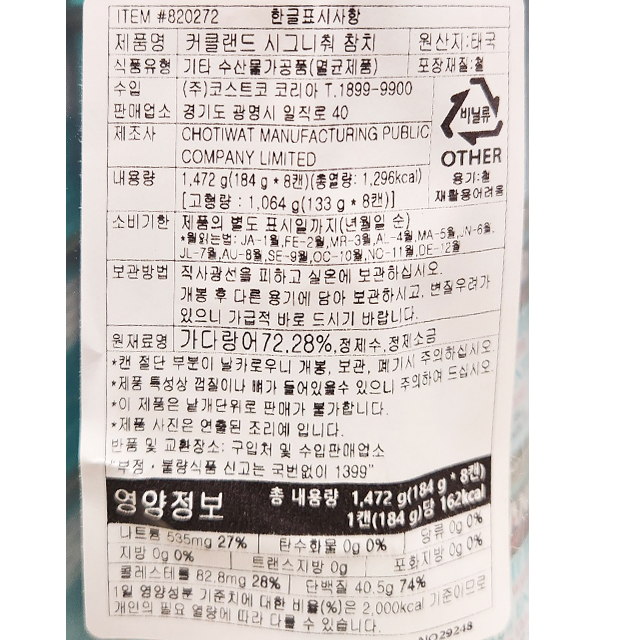 ITEM #820272 한글표시사항
제품명 커클랜드 시그니춰 참치 원산지:태국
식품유형 기타 수산물가공품(멸균제품) 포장재질:철
수입 (주)코스트코 코리아 T.1899-9900
판매업소 경기도 광명시 일직로 40
비닐류
제조사 CHOTIWAT MANUFACTURING PUBLIC
COMPANY LIMITED
OTHER
용기:철
재활용어려움
내용량 1,472 g(184 g * 8캔)(총열량: 1,296kcal)
[고형량 : 1,064 g(133 g * 8캔)]
소비기한 제품의 별도 표시일까지(년월일 순)
*월읽는법: JA-1월,FE-2월,MR-3월,AL-4월,MA-5월,JN-6월,
JL-7월,AU-8월,SE-9월,OC-10월,NC-11월,DE-12월
보관방법 직사광선을 피하고 실온에 보관하십시오.
개봉 후 다른 용기에 담아 보관하시고, 변질우려가
있으니 가급적 바로 드시기 바랍니다.
원재료명 가다랑어72.28%,정제수,정제소금
*캔 절단 부분이 날카로우니 개봉, 보관, 폐기시 주의하십시오
*제품 특성상 껍질이나 뼈가 들어있을수 있으니 주의하여 드십시오.
*이 제품은 낱개단위로 판매가 불가합니다.
*제품 사진은 연출된 조리예 입니다.
반품 및 교환장소: 구입처 및 수입판매업소
"부정·불량식품 신고는 국번없이 1399"
영양정보 총 내용량 1,472 g(184 g * 8캔)
1캔(184 g)당 162kcal
나트륨 535mg 27% 탄수화물 0g 0% 당류 0g 0%
지방 0g 0% 트랜스지방 0g 포화지방 0g 0%
콜레스테롤 82.8mg 28% 단백질 40.5g 74%
1일 영양성분 기준치에 대한 비율(%)은 2,000kcal 기준이므로
개인의 필요 열량에 따라 다를 수 있습니다.
NO29248